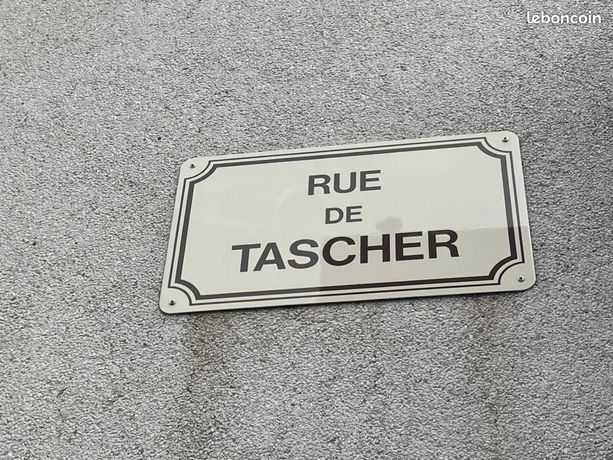 leboncoin
RUE
DE
TASCHER